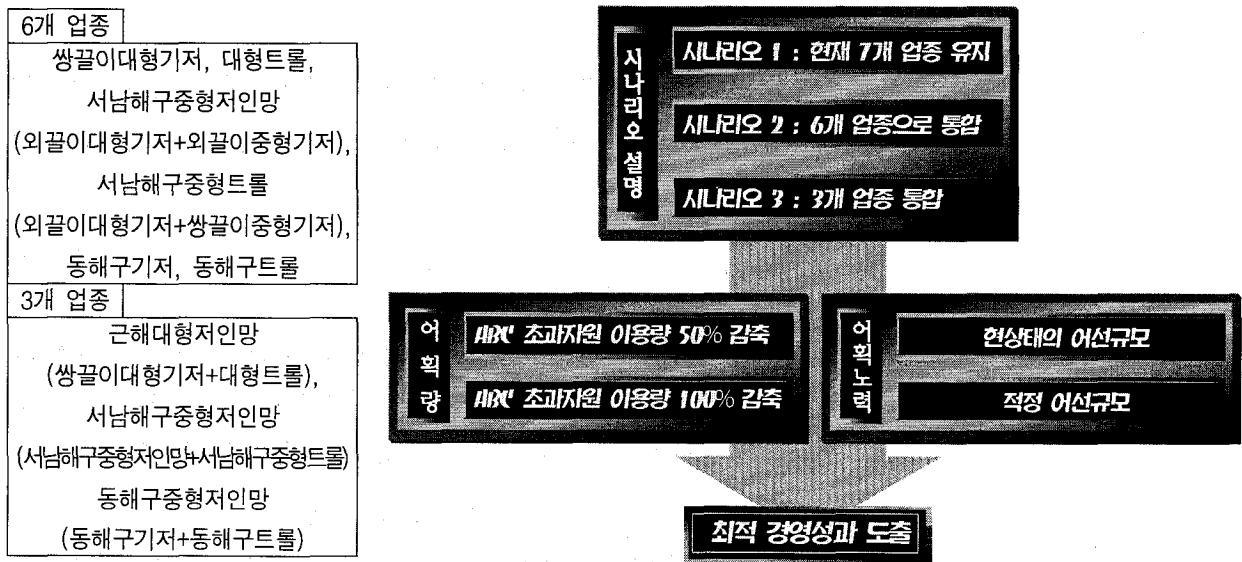 6개 업종
쌍끌이대형기저, 대형트롤,
서남해구중형저인망
(외끌이대형기저+외끌이중형기저),
서남해구중형트롤
(외끌이대형기저+쌍끌이중형기저),
동해구기저, 동해구트롤
3개 업종
근해대형저인망
(쌍끌이대형기저+대형트롤),
서남해구중형저인망
(서남해구중형저인망+서남해구중형트롤)
동해구중형저인망
(동해구기저+동해구트롤)
시나리오 설명
시나리오 1 : 현재 7개 업종 유지
시나리오 2 : 6개 업종으로 통합
시나리오 3 : 3개 업종 통합
어획량
ABC 초과자원 이용량 50% 감축
ABC 초과자원 이용량 100% 감축
어획노력
현상태의 어선규모
적정 어선규모
최적 경영성과 도출